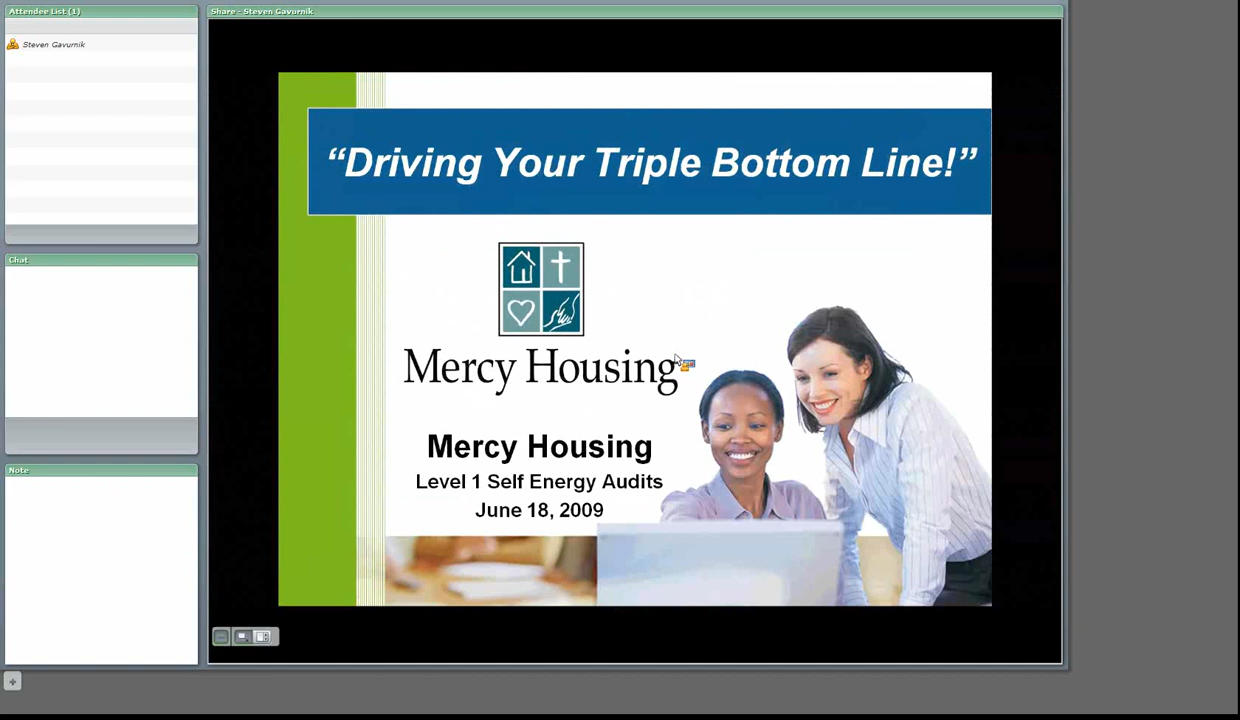 Attendee List (1)
Steven Gavurnik
Chat
Note
Share - Steven Gavurnik
“Driving Your Triple Bottom Line!”
Mercy Housing
Mercy Housing
Level 1 Self Energy Audits
June 18, 2009